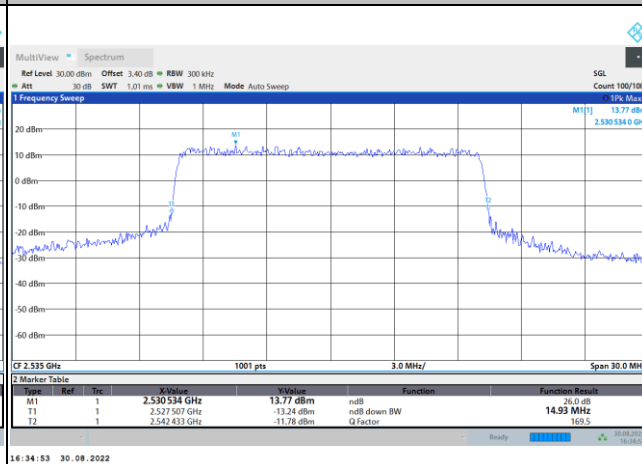 MultiView Spectrum
Ref Level 30.00 dBm Offset 3.40 dB RBW 300 kHz SGL
Att 30 dB SWT 1.01 ms VBW 1 MHz Mode Auto Sweep Count 100/100
1 Frequency Sweep 1Pk Max
M1[1] 13.77 dBm
2.530 534 0 GH
M1
20 dBm
10 dBm
0 dBm
-10 dBm
T1
T2
-20 dBm
-30 dBm
-40 dBm
-50 dBm
-60 dBm
CF 2.535 GHz 1001 pts 3.0 MHz/ Span 30.0 MH
2 Marker Table
Type Ref Trc X-Value Y-Value Function Function Result
M1 1 2.530 534 GHz 13.77 dBm ndB 26.0 dB
T1 1 2.527 507 GHz -13.24 dBm ndB down BW 14.93 MHz
T2 1 2.542 433 GHz -11.78 dBm Q Factor 169.5
Ready 30.08.202
16:34:5
16:34:53 30.08.2022